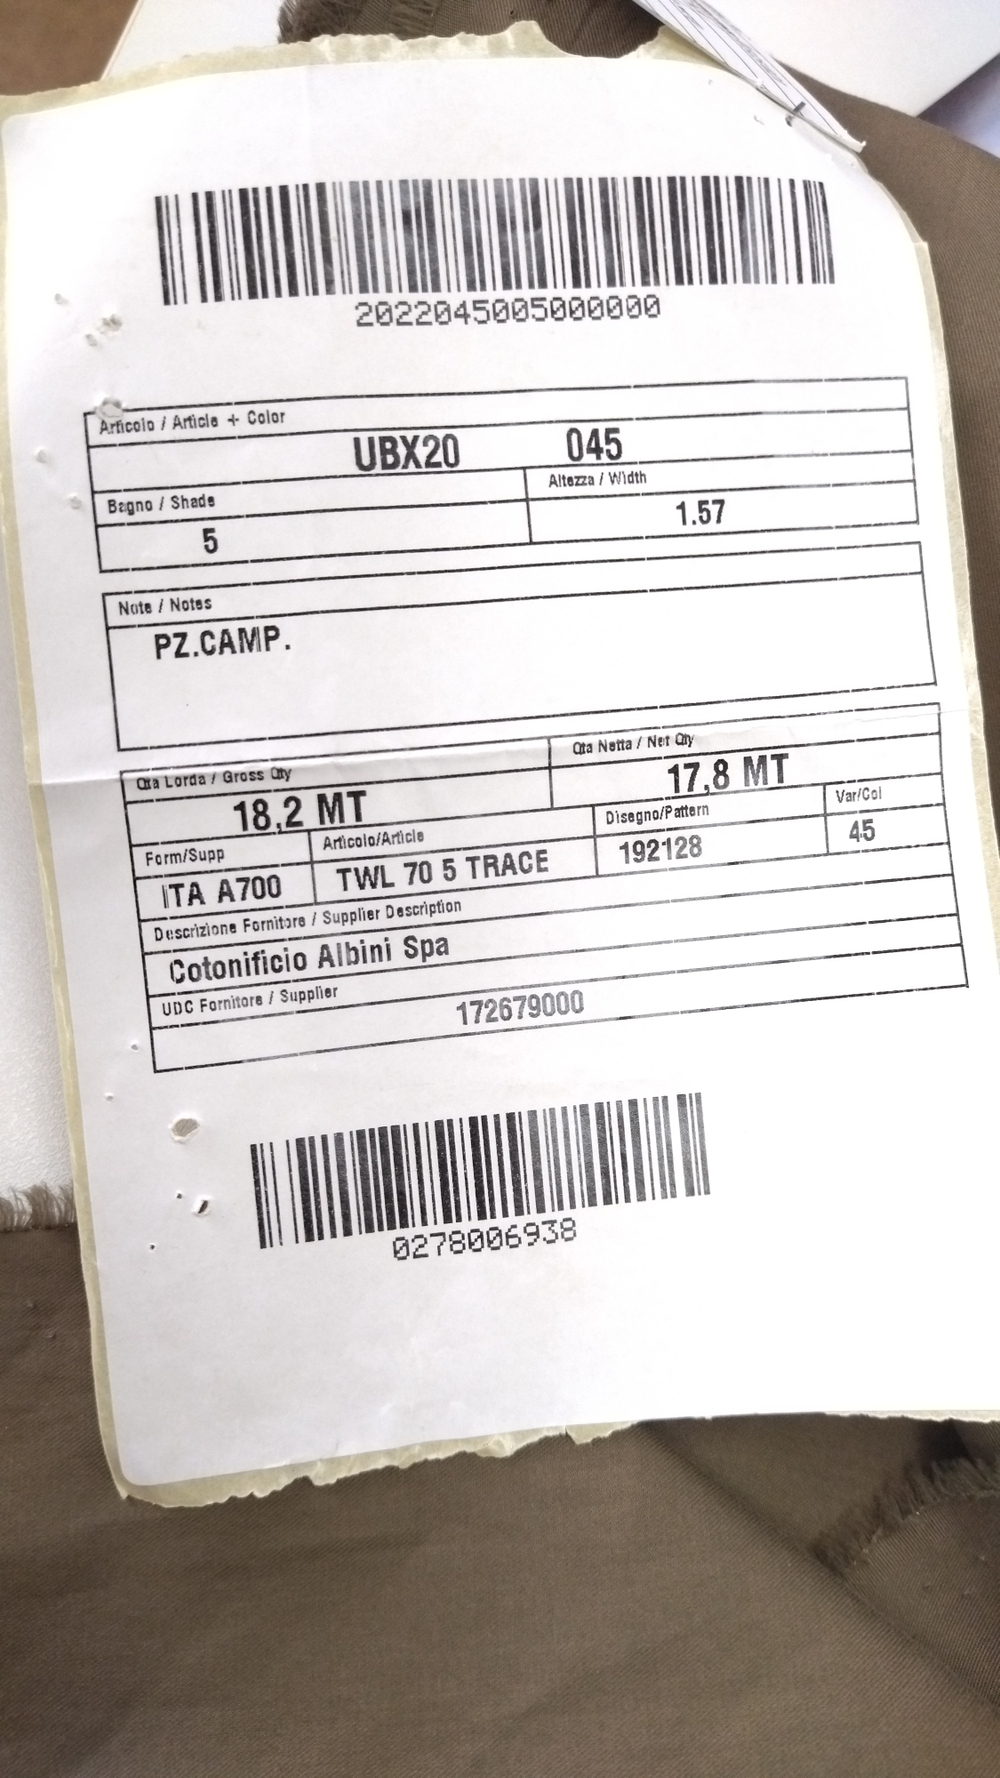 2022045005000000
Articolo / Article + Color
UBX20 045
Bagno / Shade Altezza / Width
5 1.57
Note / Notes
PZ.CAMP.
Qta Lorda / Gross Qty Qta Netta / Net Qty
18,2 MT 17,8 MT
Form/Supp Articolo/Article Disegno/Pattern Var/Col
ITA A700 TWL 70 5 TRACE 192128 45
Descrizione Fornitore / Supplier Description
Cotonificio Albini Spa
UDC Fornitore / Supplier
172679000
0278006938